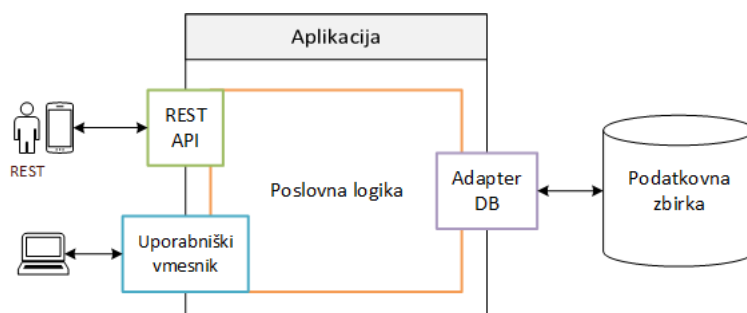 Aplikacija
REST
API
REST
Poslovna logika
Adapter
DB
Podatkovna
zbirka
Uporabniški
vmesnik